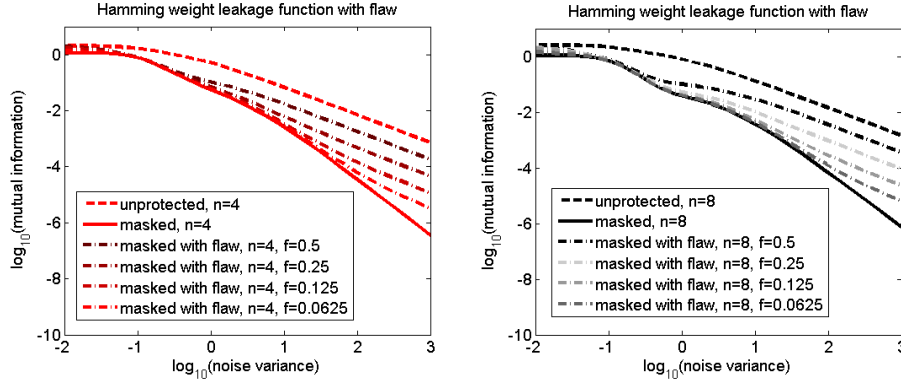 Hamming weight leakage function with flaw
log10(mutual information)
0
-2
-4
-6
-8
-10
unprotected, n=4
masked, n=4
masked with flaw, n=4, f=0.5
masked with flaw, n=4, f=0.25
masked with flaw, n=4, f=0.125
masked with flaw, n=4, f=0.0625
-2 -1 0 1 2 3
log10(noise variance)
Hamming weight leakage function with flaw
log10(mutual information)
0
-2
-4
-6
-8
-10
unprotected, n=8
masked, n=8
masked with flaw, n=8, f=0.5
masked with flaw, n=8, f=0.25
masked with flaw, n=8, f=0.125
masked with flaw, n=8, f=0.0625
-2 -1 0 1 2 3
log10(noise variance)